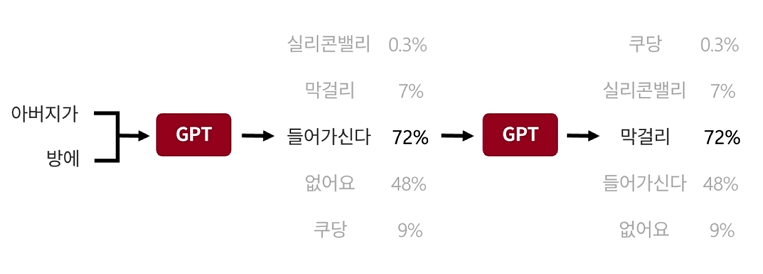 아버지가
방에
GPT
실리콘밸리 0.3%
막걸리 7%
들어가신다 72%
없어요 48%
쿠당 9%
GPT
쿠당 0.3%
실리콘밸리 7%
막걸리 72%
들어가신다 48%
없어요 9%